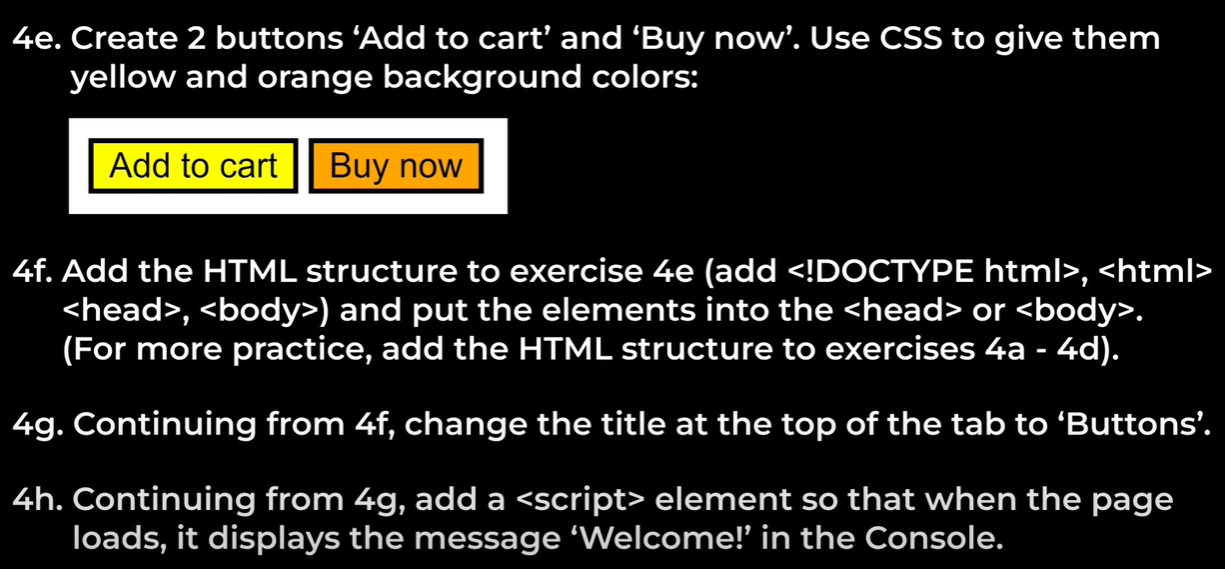 4e. Create 2 buttons ‘Add to cart’ and ‘Buy now’. Use CSS to give them
yellow and orange background colors:
Add to cart Buy now
4f. Add the HTML structure to exercise 4e (add <!DOCTYPE html>, <html>
<head>, <body>) and put the elements into the <head> or <body>.
(For more practice, add the HTML structure to exercises 4a - 4d).
4g. Continuing from 4f, change the title at the top of the tab to ‘Buttons’.
4h. Continuing from 4g, add a <script> element so that when the page
loads, it displays the message ‘Welcome!’ in the Console.